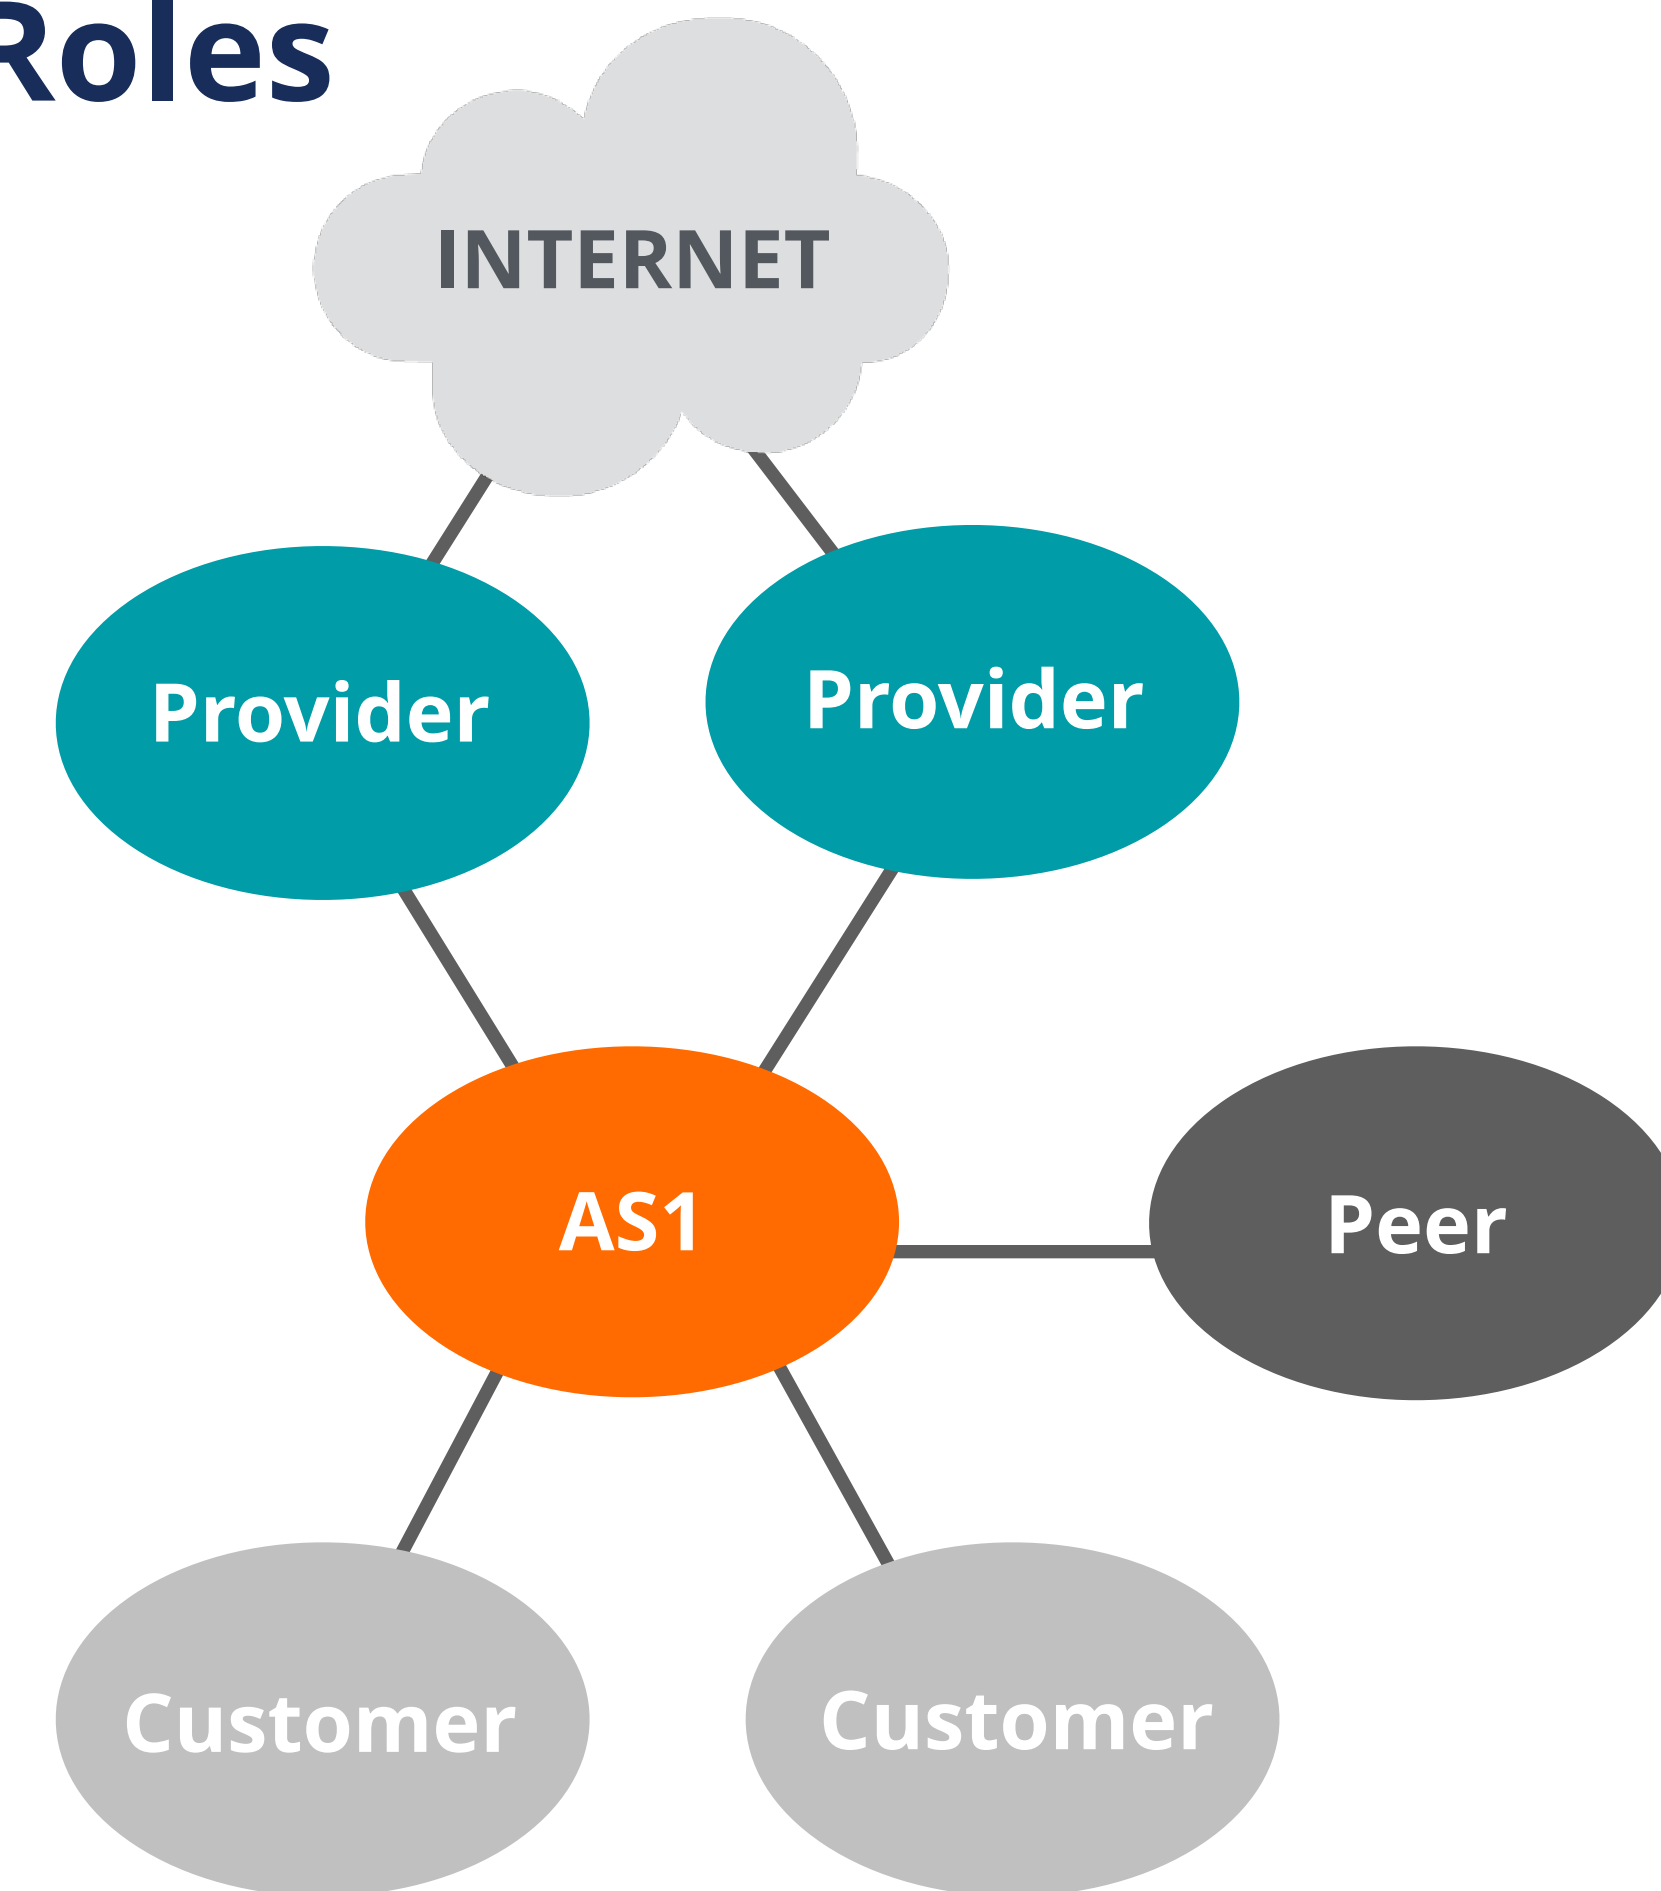 Roles
INTERNET
Provider
Provider
AS1
Peer
Customer
Customer